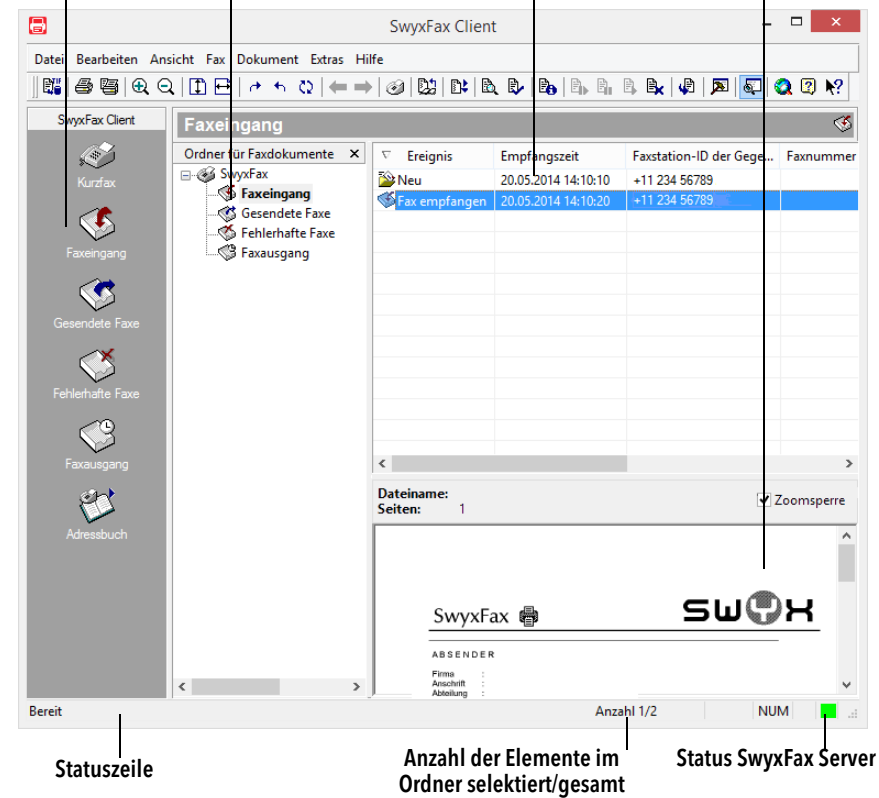 SwyxFax Client
Datei Bearbeiten Ansicht Fax Dokument Extras Hilfe
SwyxFax Client
Faxeingang
Kurzfax
Faxeingang
Gesendete Faxe
Fehlerhafte Faxe
Faxausgang
Adressbuch
Ordner für Faxdokumente X
SwyxFax
Faxeingang
Gesendete Faxe
Fehlerhafte Faxe
Faxausgang
Ereignis Empfangszeit Faxstation-ID der Gege... Faxnummer
Neu 20.05.2014 14:10:10 +11 234 56789
Fax empfangen 20.05.2014 14:10:20 +11 234 56789
Dateiname:
Seiten: 1
Zoomsperre
SwyxFax swyx
ABSENDER
Firma :
Anschrift :
Abteilung :
Bereit Anzahl 1/2 NUM
Statuszeile
Anzahl der Elemente im
Ordner selektiert/gesamt
Status SwyxFax Server